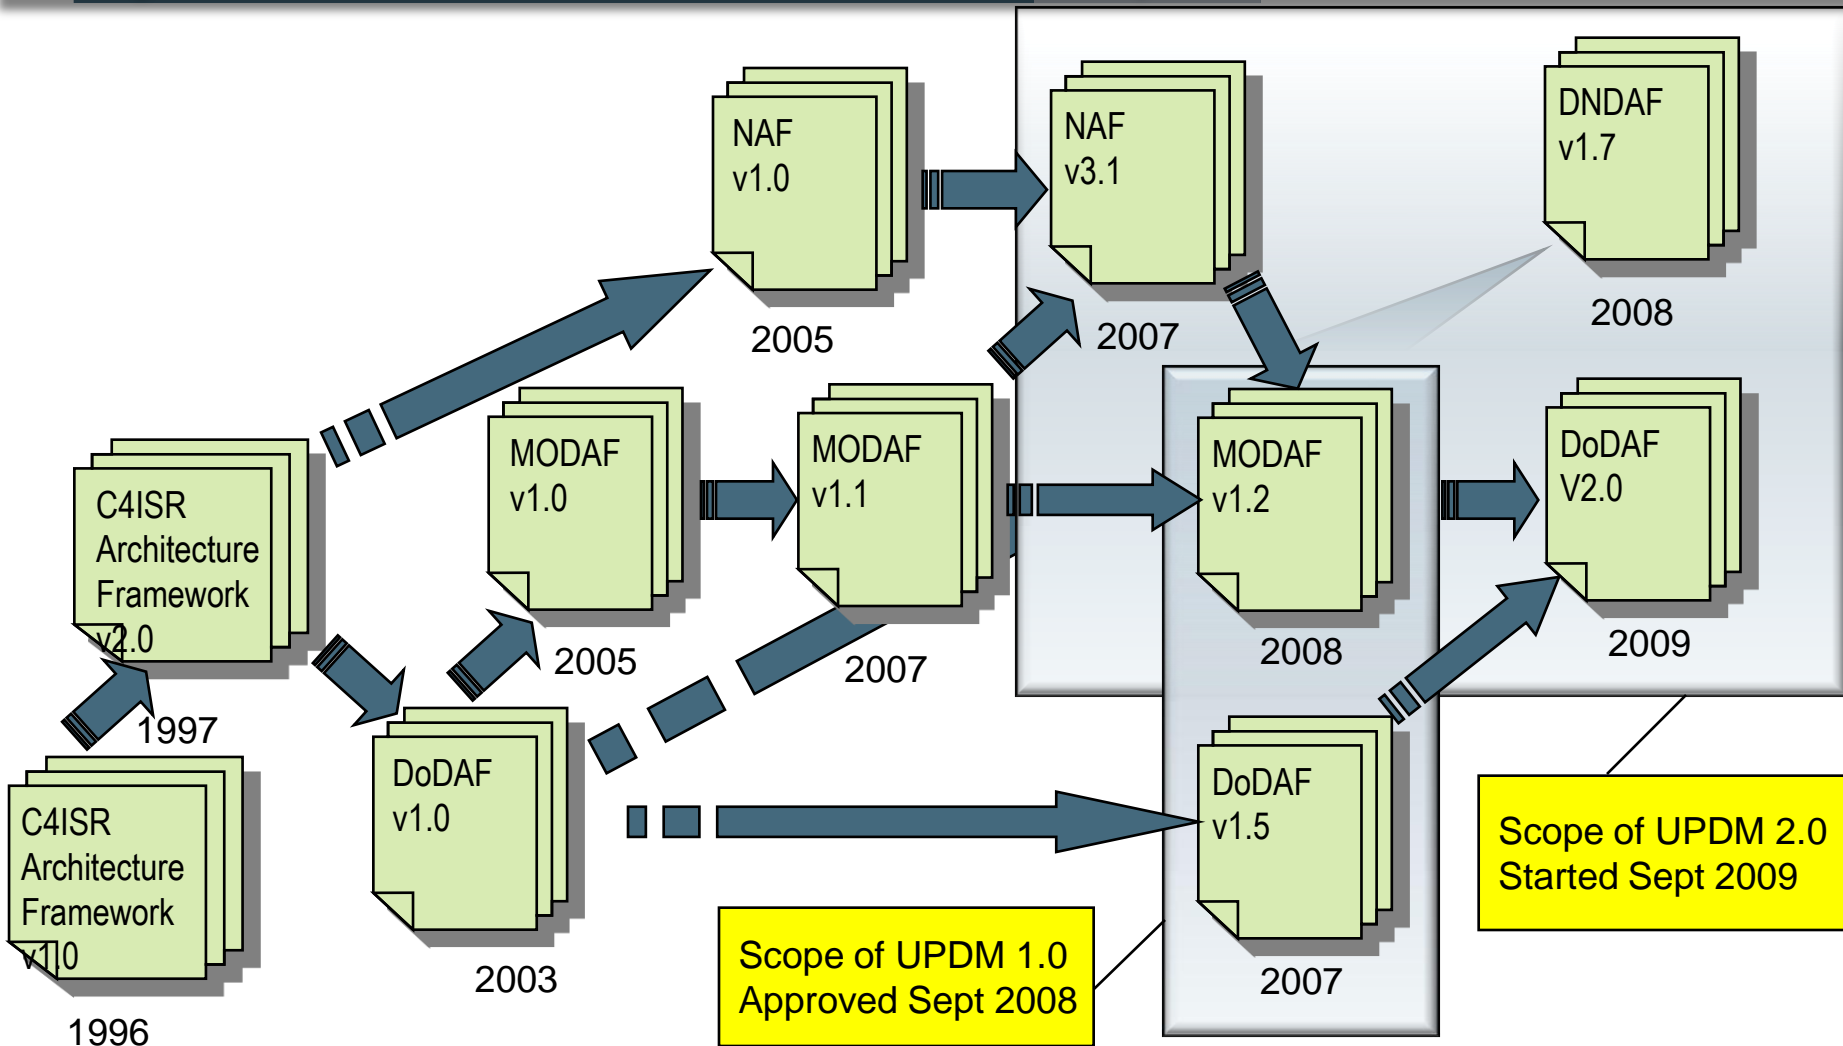 NAF
v1.0
2005
NAF
v3.1
2007
DNDAF
v1.7
2008
C4ISR
Architecture
Framework
v2.0
1997
MODAF
v1.0
2005
MODAF
v1.1
2007
MODAF
v1.2
2008
DoDAF
V2.0
2009
C4ISR
Architecture
Framework
v1.0
1996
DoDAF
v1.0
2003
DoDAF
v1.5
2007
Scope of UPDM 1.0
Approved Sept 2008
Scope of UPDM 2.0
Started Sept 2009